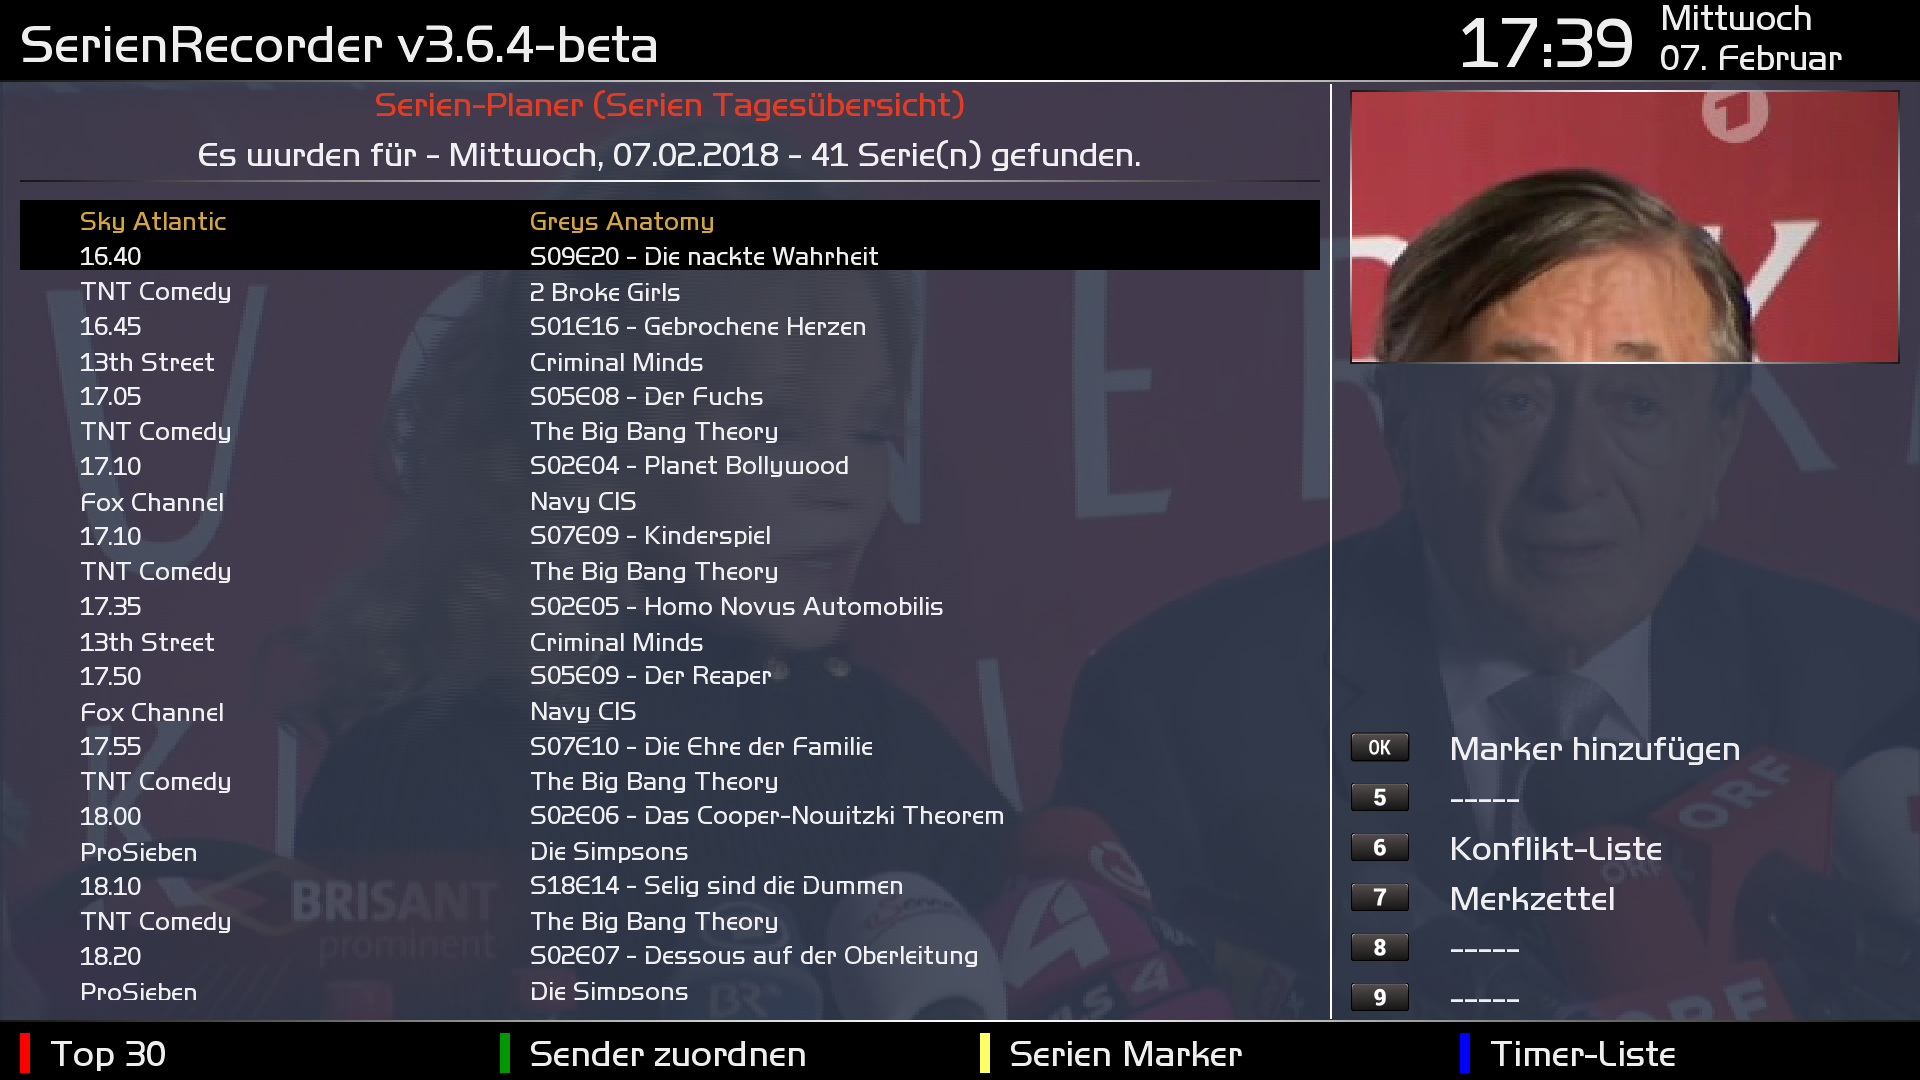 SerienRecorder v3.6.4-beta
17:39
Mittwoch
07. Februar
Serien-Planer (Serien Tagesübersicht)
Es wurden für - Mittwoch, 07.02.2018 - 41 Serie(n) gefunden.
Sky Atlantic Greys Anatomy
16.40 S09E20 - Die nackte Wahrheit
TNT Comedy 2 Broke Girls
16.45 S01E16 - Gebrochene Herzen
13th Street Criminal Minds
17.05 S05E08 - Der Fuchs
TNT Comedy The Big Bang Theory
17.10 S02E04 - Planet Bollywood
Fox Channel Navy CIS
17.10 S07E09 - Kinderspiel
TNT Comedy The Big Bang Theory
17.35 S02E05 - Homo Novus Automobilis
13th Street Criminal Minds
17.50 S05E09 - Der Reaper
Fox Channel Navy CIS
17.55 S07E10 - Die Ehre der Familie
TNT Comedy The Big Bang Theory
18.00 S02E06 - Das Cooper-Nowitzki Theorem
ProSieben Die Simpsons
18.10 S18E14 - Selig sind die Dummen
TNT Comedy The Big Bang Theory
18.20 S02E07 - Dessous auf der Oberleitung
ProSieben Die Simpsons
BRISANT
prominent
BR
4
4
ORF
ORF
ORF
OK Marker hinzufügen
5 -----
6 Konflikt-Liste
7 Merkzettel
8 -----
9 -----
Top 30
Sender zuordnen
Serien Marker
Timer-Liste